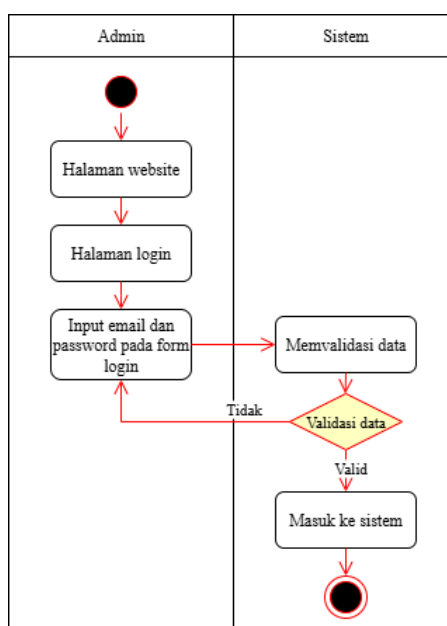 Admin
Sistem
Halaman website
Halaman login
Input email dan
password pada form
login
Memvalidasi data
Tidak
Validasi data
Valid
Masuk ke sistem